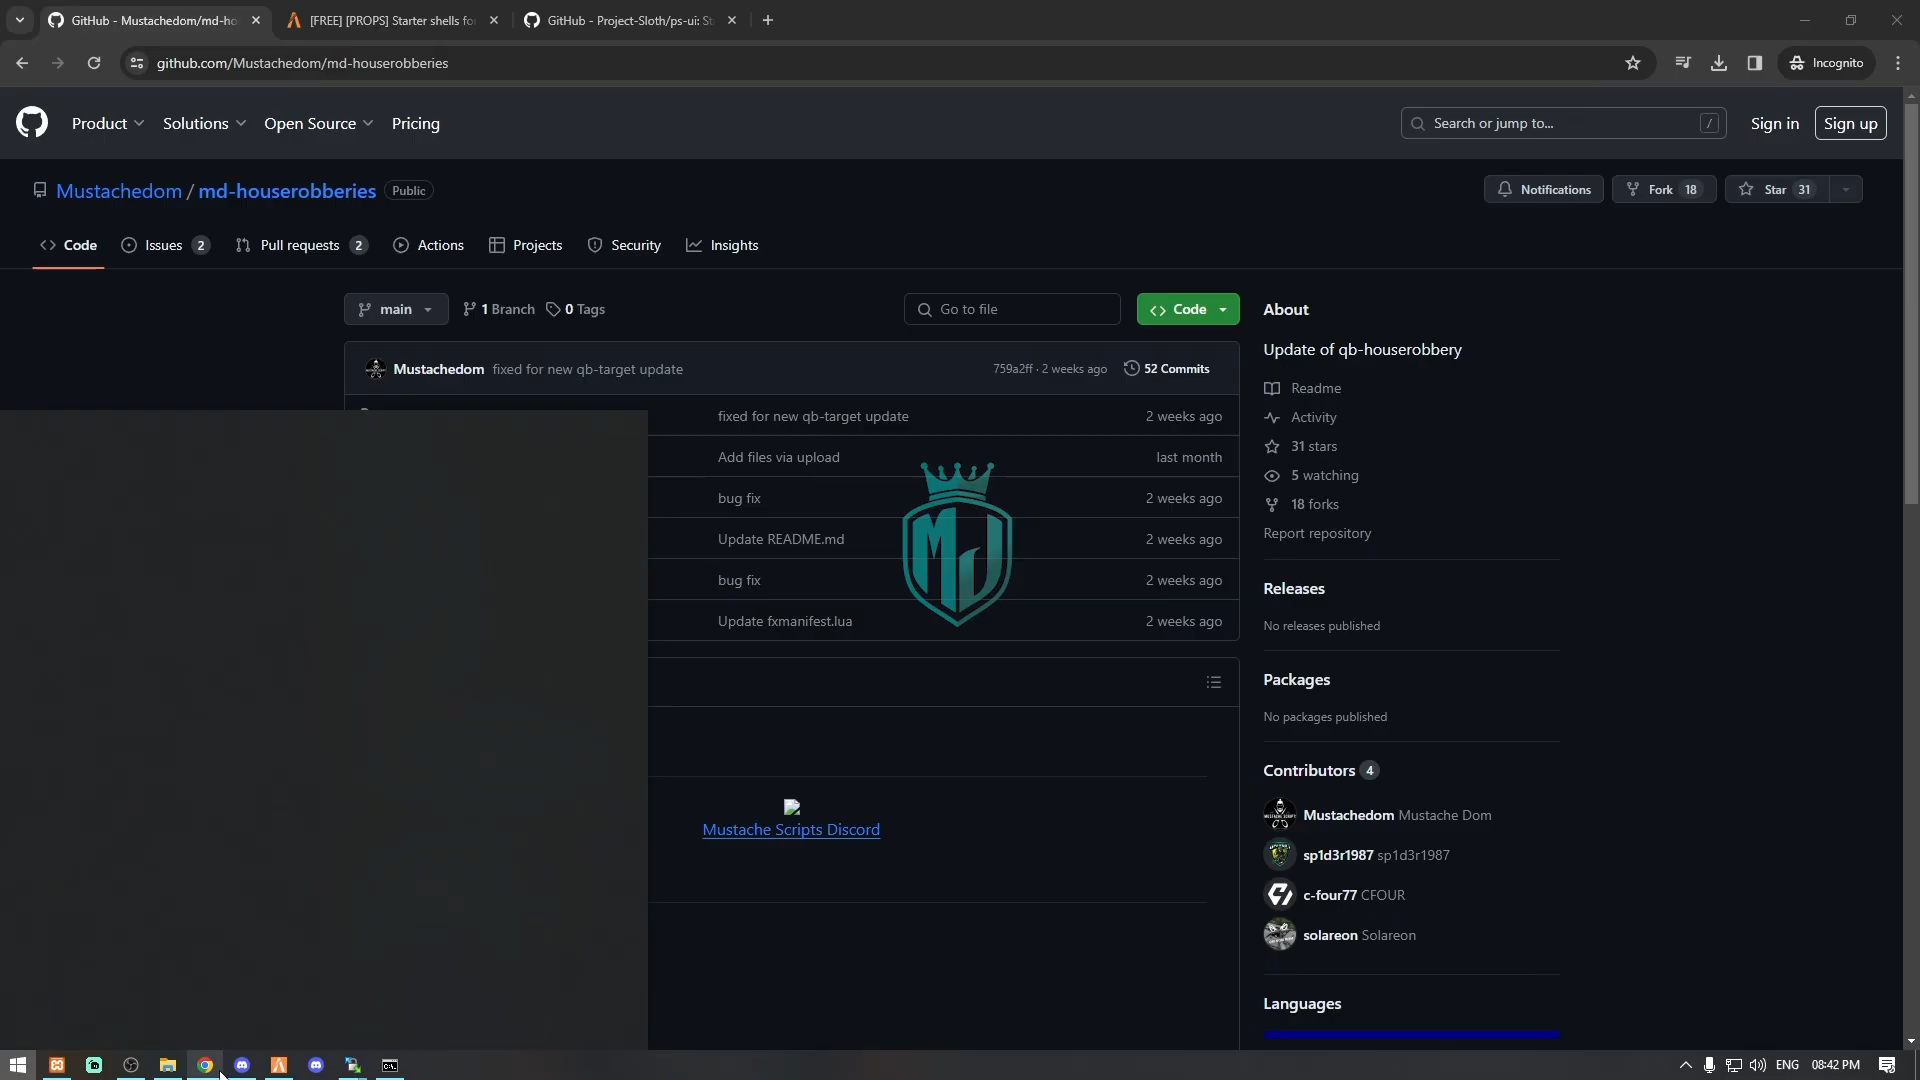 GitHub - Mustachedom/md-ho
[FREE] [PROPS] Starter shells fo
GitHub - Project-Sloth/ps-ui: St
github.com/Mustachedom/md-houserobberies
Incognito
Product
Solutions
Open Source
Pricing
Search or jump to...
/
Sign in
Sign up
Mustachedom / md-houserobberies
Public
Notifications
Fork 18
Star 31
Code
Issues 2
Pull requests 2
Actions
Projects
Security
Insights
main
1 Branch
0 Tags
Go to file
Code
About
Update of qb-houserobbery
Mustachedom fixed for new qb-target update
759a2ff · 2 weeks ago
52 Commits
fixed for new qb-target update
2 weeks ago
Add files via upload
last month
bug fix
2 weeks ago
Update README.md
2 weeks ago
bug fix
2 weeks ago
Update fxmanifest.lua
2 weeks ago
MJ
Mustache Scripts Discord
Readme
Activity
31 stars
5 watching
18 forks
Report repository
Releases
No releases published
Packages
No packages published
Contributors 4
Mustachedom Mustache Dom
sp1d3r1987 sp1d3r1987
c-four77 CFOUR
solareon Solareon
Languages
ENG
08:42 PM